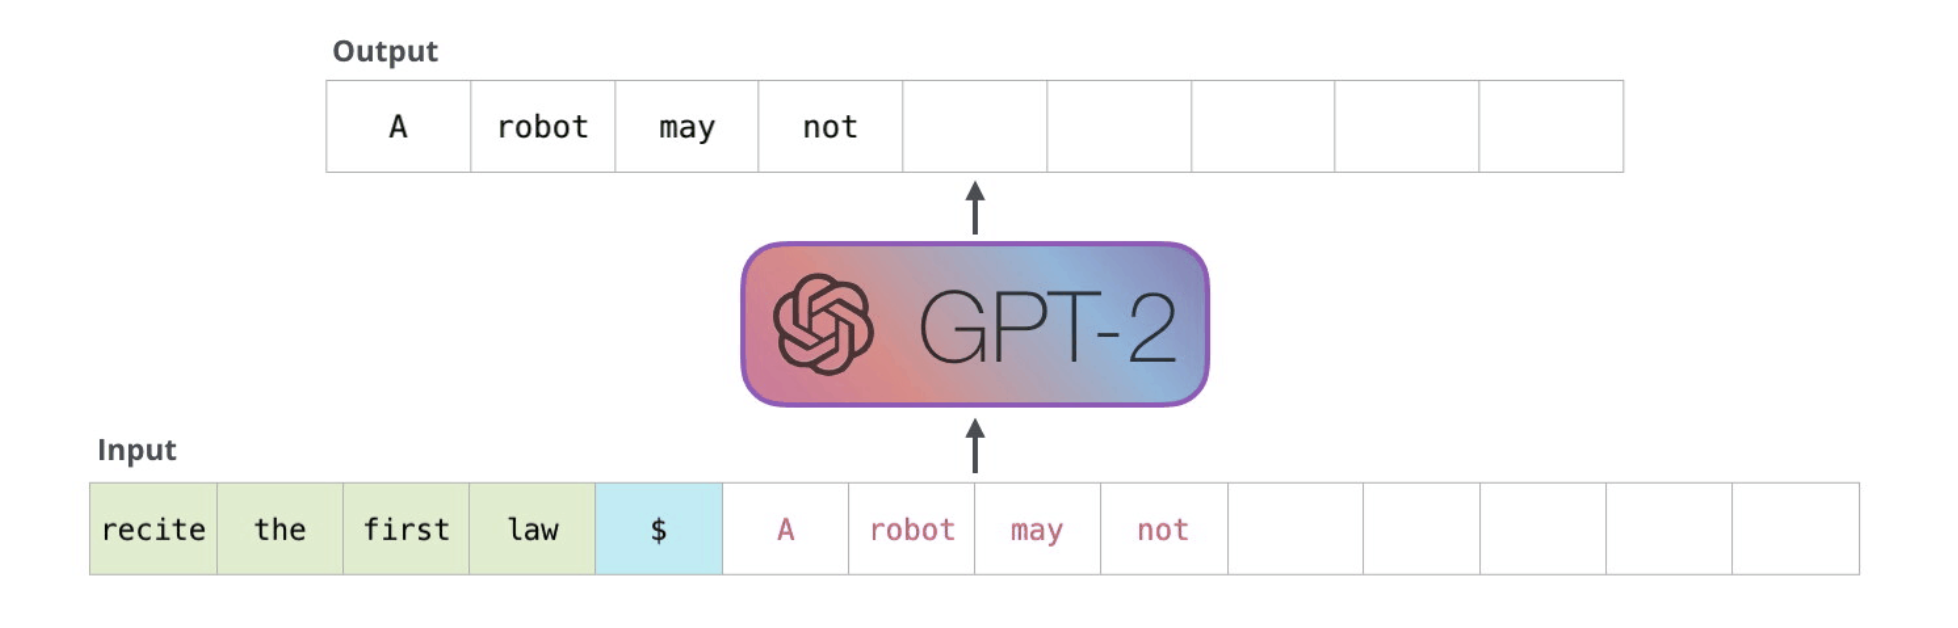 Output
A robot may not
GPT-2
Input
recite the first law $ A robot may not